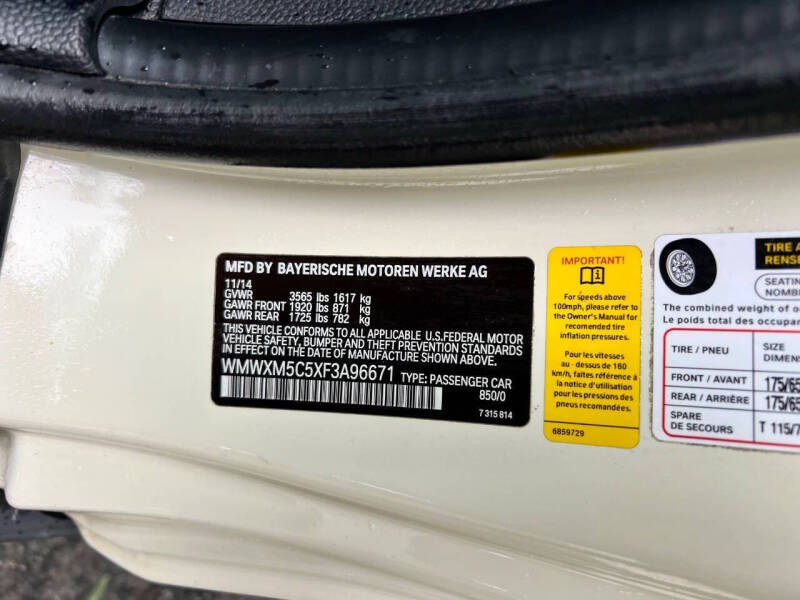 MFD BY BAYERISCHE MOTOREN WERKE AG
11/14
GVWR 3565 lbs 1617 kg
GAWR FRONT 1920 lbs 871 kg
GAWR REAR 1725 lbs 782 kg
THIS VEHICLE CONFORMS TO ALL APPLICABLE U.S.FEDERAL MOTOR
VEHICLE SAFETY, BUMPER AND THEFT PREVENTION STANDARDS
IN EFFECT ON THE DATE OF MANUFACTURE SHOWN ABOVE.
WMWXM5C5XF3A96671 TYPE: PASSENGER CAR
850/0
7 315 814
IMPORTANT!
For speeds above
100mph, please refer to
the Owner's Manual for
recomended tire
inflation pressures.
Pour les vitesses
au - dessus de 160
km/h, faites référence à
la notice d'utilisation
pour les pressions des
pneus recomandées.
6859729
TIRE
RENSE
SEATIN
NOMB
The combined weight of
Le poids total des occupa
TIRE / PNEU SIZE
DIMEN
FRONT / AVANT 175/65
REAR / ARRIÈRE 175/65
SPARE
DE SECOURS T 115/7